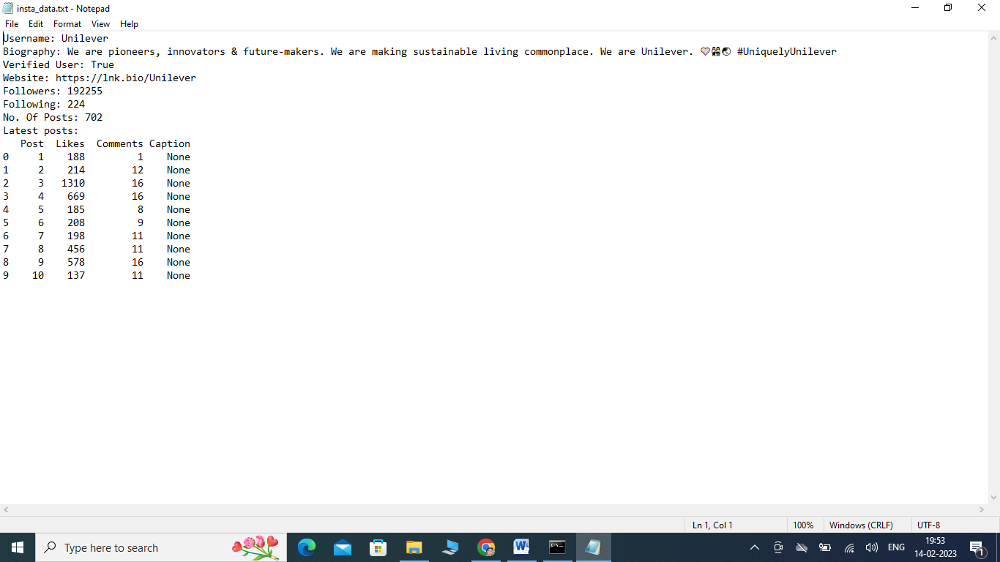 insta_data.txt - Notepad
File Edit Format View Help
Username: Unilever
Biography: We are pioneers, innovators & future-makers. We are making sustainable living commonplace. We are Unilever. 🤍👭🌏 #UniquelyUnilever
Verified User: True
Website: https://lnk.bio/Unilever
Followers: 192255
Following: 224
No. Of Posts: 702
Latest posts:
Post Likes Comments Caption
0 1 188 1 None
1 2 214 12 None
2 3 1310 16 None
3 4 669 16 None
4 5 185 8 None
5 6 208 9 None
6 7 198 11 None
7 8 456 11 None
8 9 578 16 None
9 10 137 11 None
Ln 1, Col 1 100% Windows (CRLF) UTF-8
Type here to search
ENG
19:53
14-02-2023
1